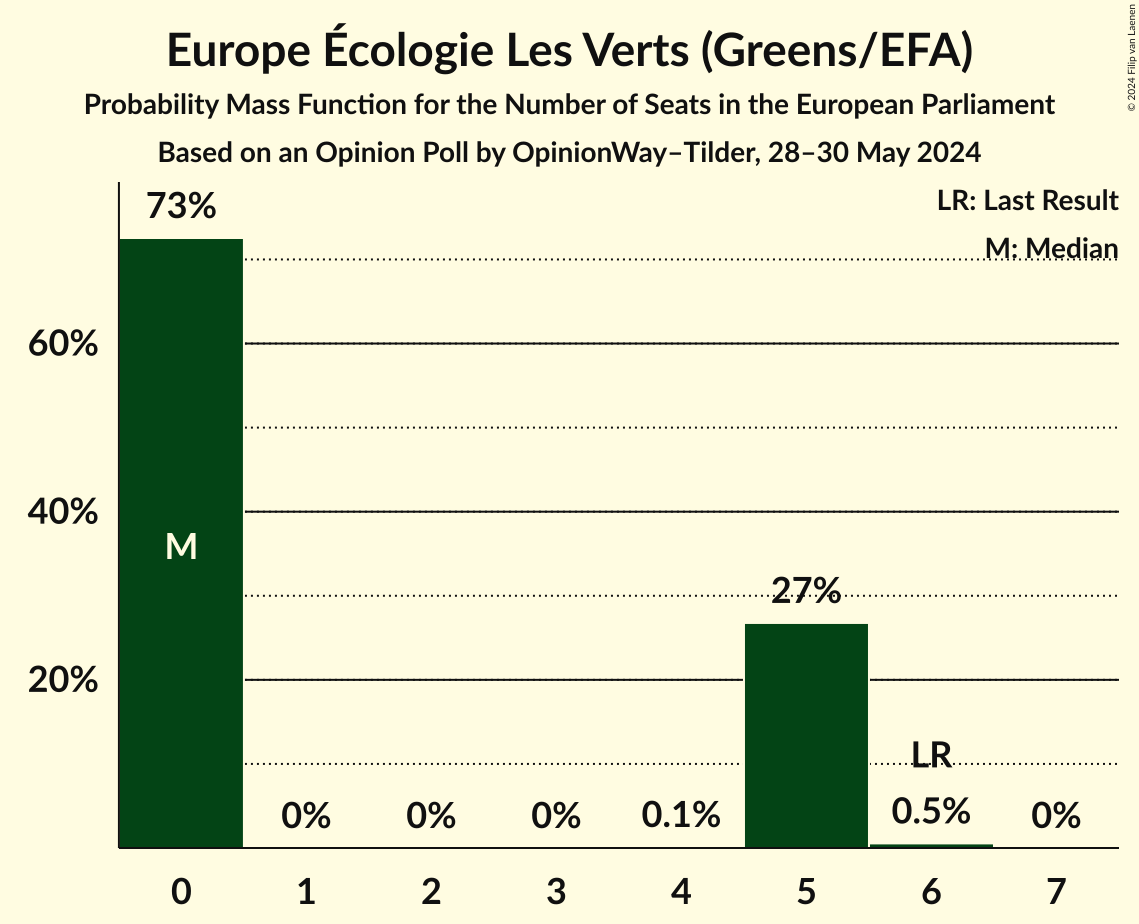 Europe Écologie Les Verts (Greens/EFA)
Probability Mass Function for the Number of Seats in the European Parliament
Based on an Opinion Poll by OpinionWay–Tilder, 28–30 May 2024
© 2024 Filip van Laenen
LR: Last Result
M: Median
73%
60%
40%
M
27%
20%
LR
0% 0% 0% 0.1% 0.5% 0%
0 1 2 3 4 5 6 7